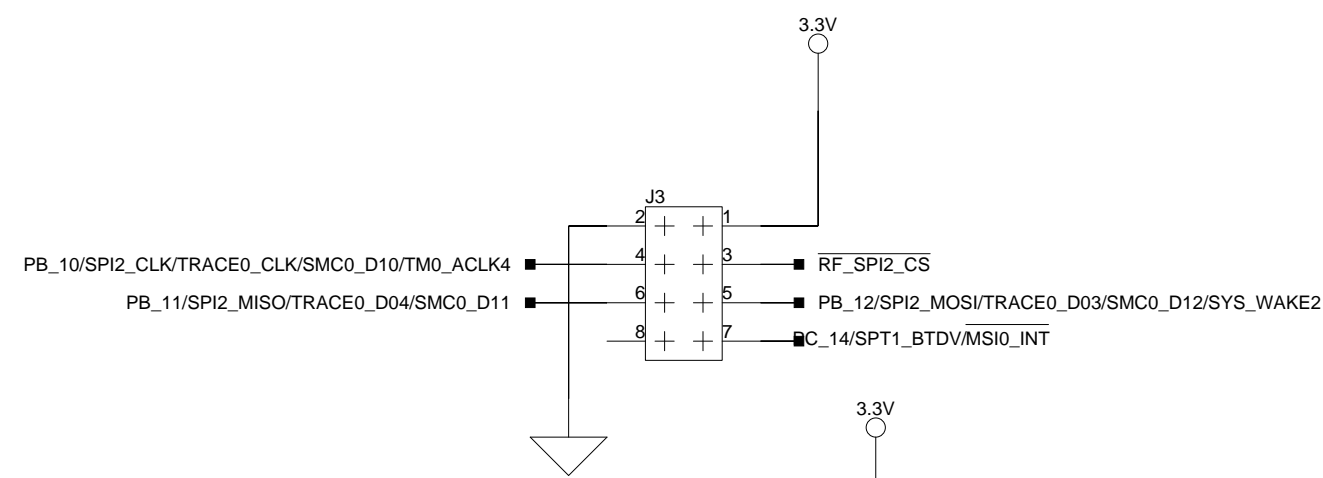 3.3V
J3
2 1
PB_10/SPI2_CLK/TRACE0_CLK/SMC0_D10/TM0_ACLK4 4 3 RF_SPI2_CS
PB_11/SPI2_MISO/TRACE0_D04/SMC0_D11 6 5 PB_12/SPI2_MOSI/TRACE0_D03/SMC0_D12/SYS_WAKE2
8 7 PC_14/SPT1_BTDV/MSI0_INT
3.3V